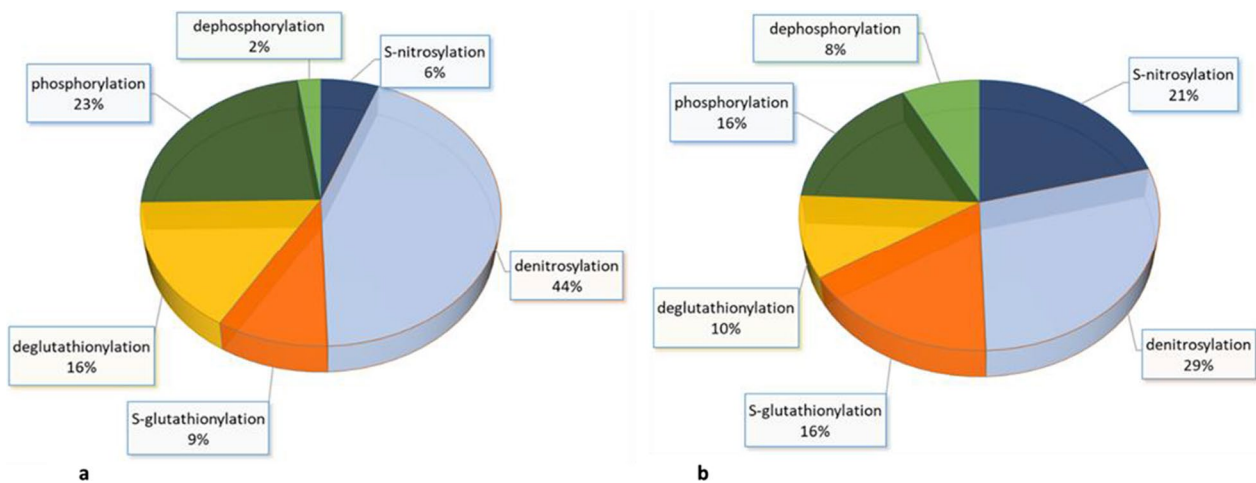 dephosphorylation
2%
S-nitrosylation
6%
phosphorylation
23%
denitrosylation
44%
deglutathionylation
16%
S-glutathionylation
9%
a
dephosphorylation
8%
S-nitrosylation
21%
phosphorylation
16%
deglutathionylation
10%
denitrosylation
29%
S-glutathionylation
16%
b